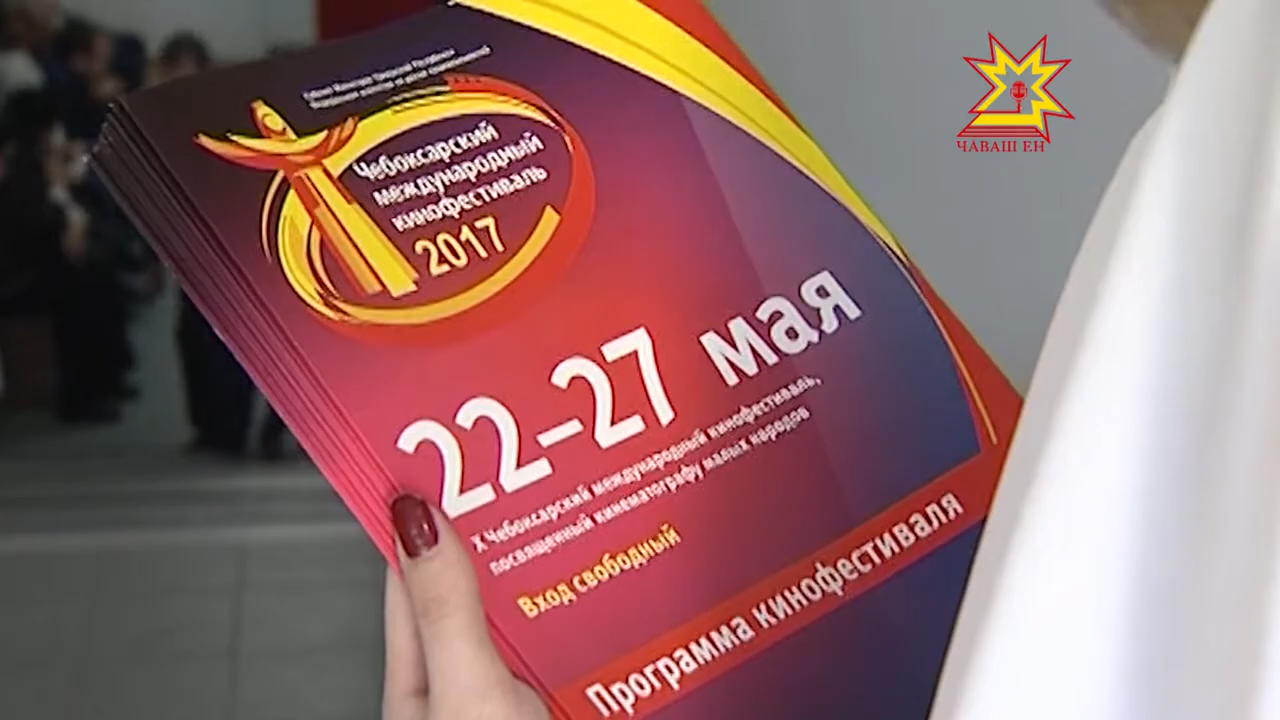 ЧАВАШ ЕН
Чебоксарский
международный
кинофестиваль
2017
22-27 мая
X Чебоксарский международный кинофестиваль,
посвященный кинематографу малых народов
Вход свободный
Программа кинофестиваля